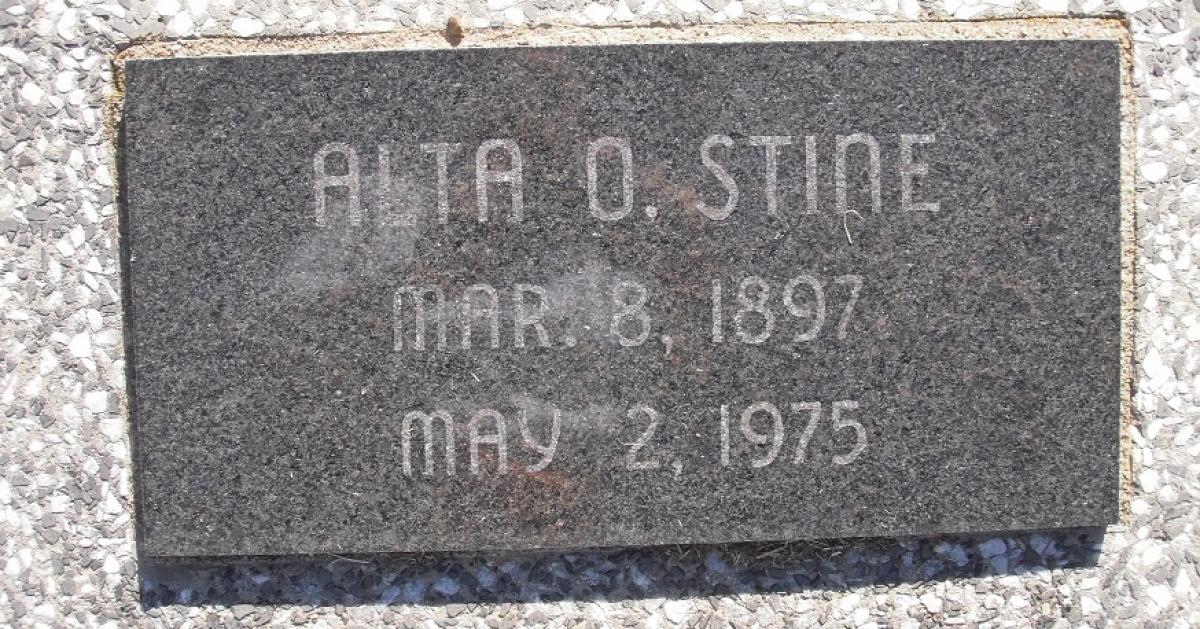 ALTA O. STINE
MAR. 8, 1897
MAY 2, 1975